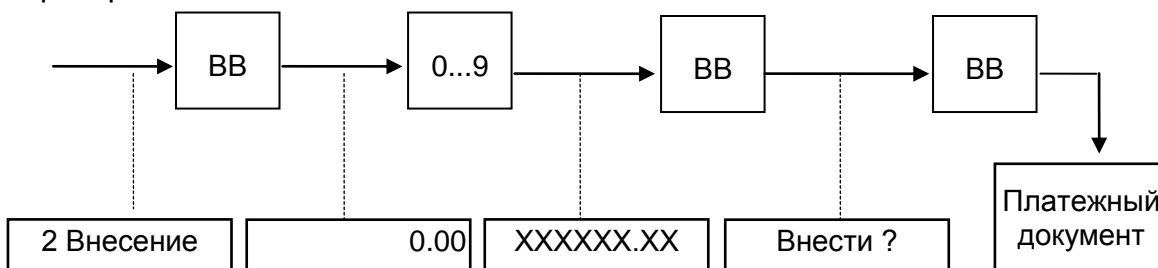 ВВ
0...9
ВВ
ВВ
2 Внесение
0.00
XXXXXX.XX
Внести ?
Платежный
документ